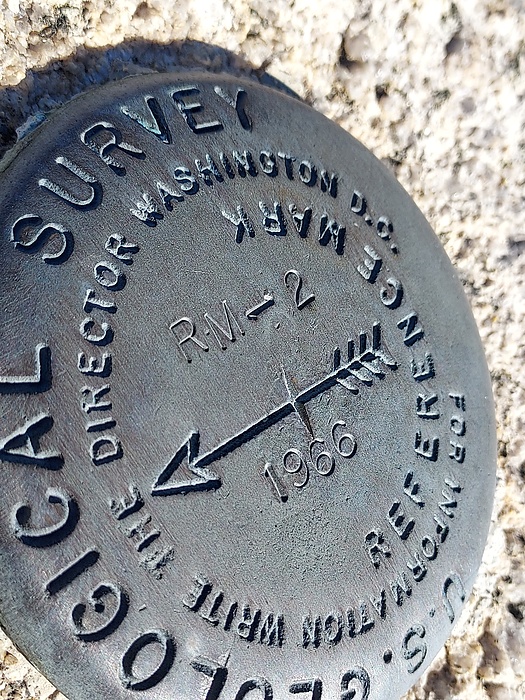 U.S. GEOLOGICAL SURVEY
FOR INFORMATION WRITE THE DIRECTOR WASHINGTON D.C.
REFERENCE MARK
RM-2
1966